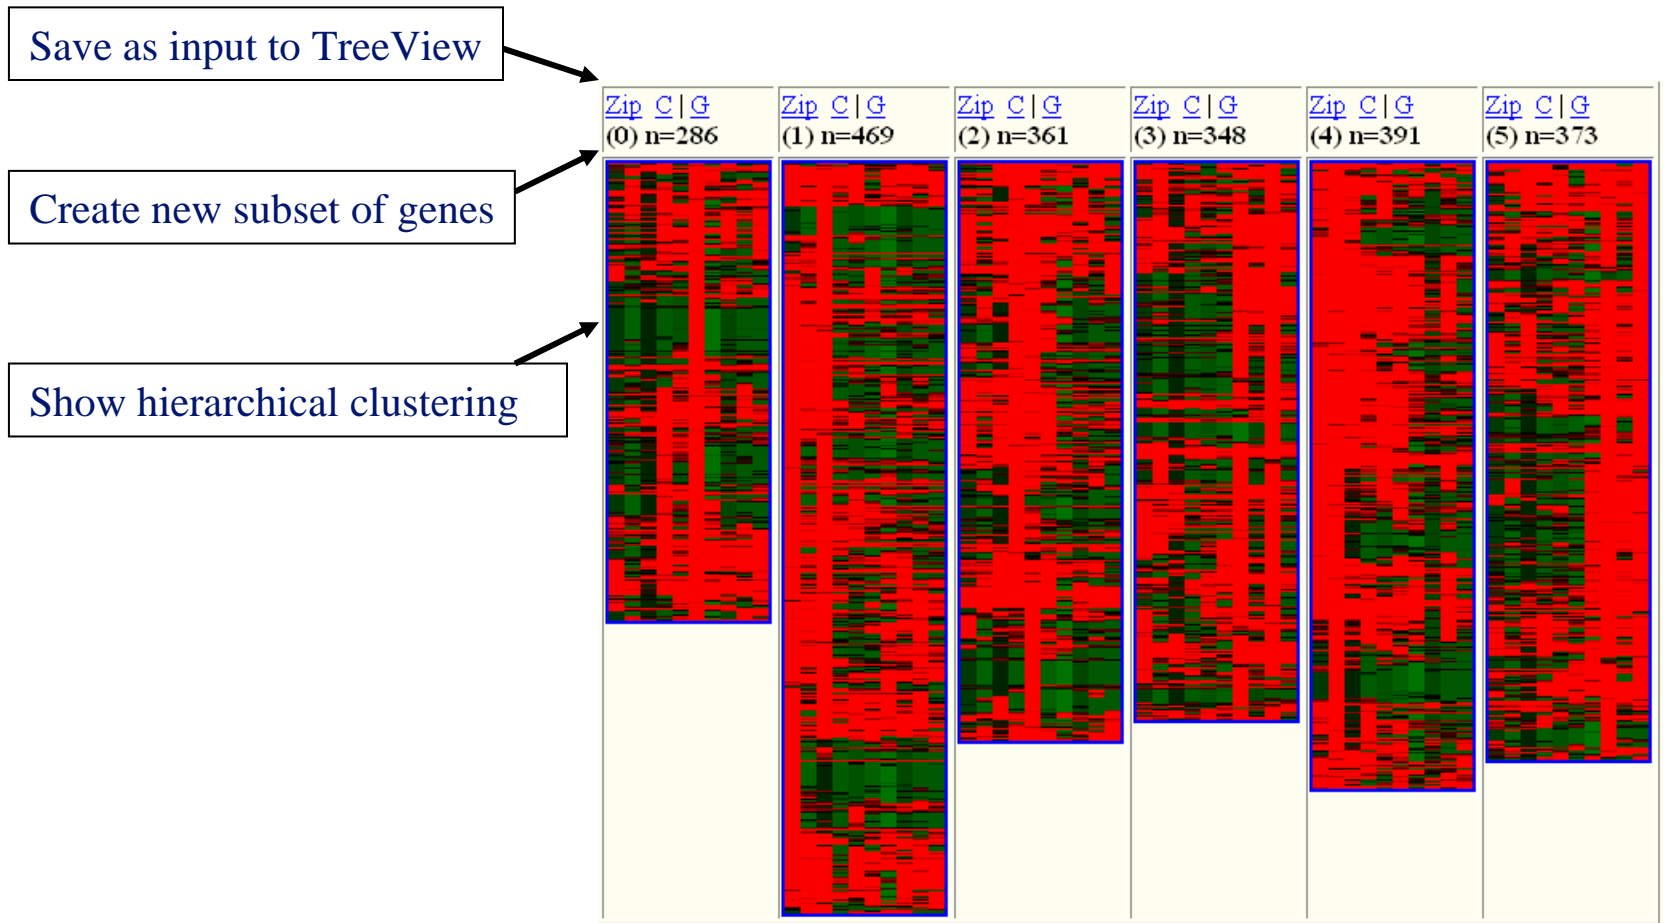 Save as input to TreeView
Create new subset of genes
Show hierarchical clustering
Zip C | G
(0) n=286
Zip C | G
(1) n=469
Zip C | G
(2) n=361
Zip C | G
(3) n=348
Zip C | G
(4) n=391
Zip C | G
(5) n=373